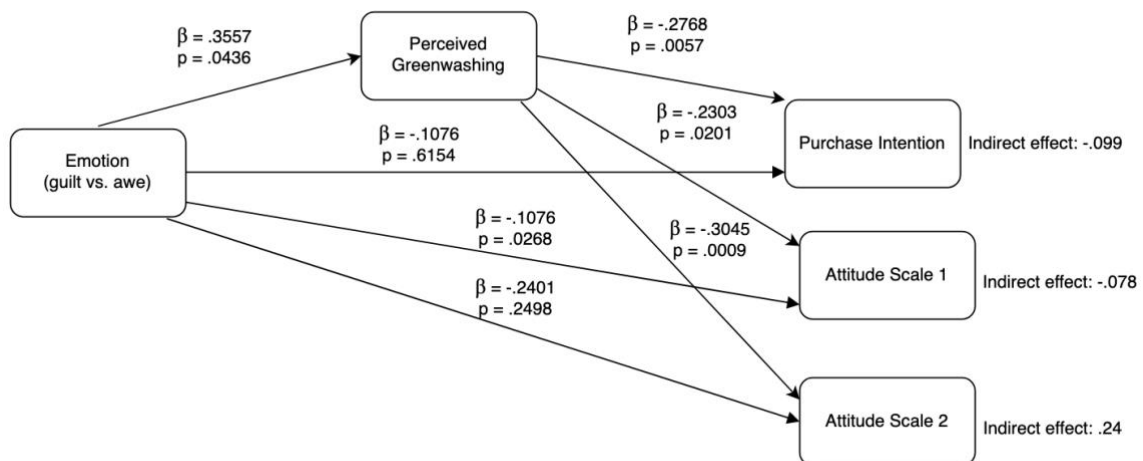 β = .3557
p = .0436
Perceived
Greenwashing
β = -.2768
p = .0057
Emotion
(guilt vs. awe)
β = -.1076
p = .6154
β = -.2303
p = .0201
Purchase Intention
Indirect effect: -.099
β = -.1076
p = .0268
β = -.3045
p = .0009
Attitude Scale 1
Indirect effect: -.078
β = -.2401
p = .2498
Attitude Scale 2
Indirect effect: .24